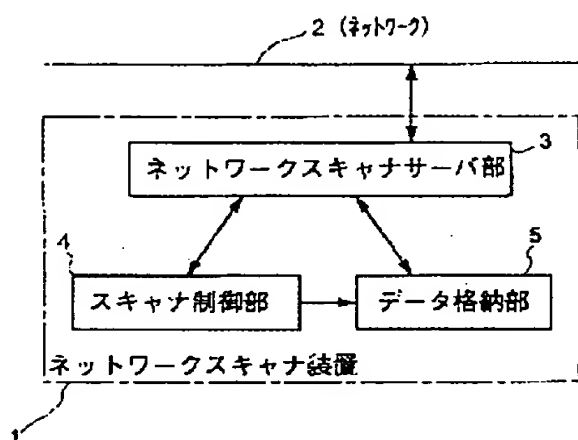 2 (ネットワーク)
3
ネットワークスキャナサーバ部
4
5
スキャナ制御部
データ格納部
ネットワークスキャナ装置
1